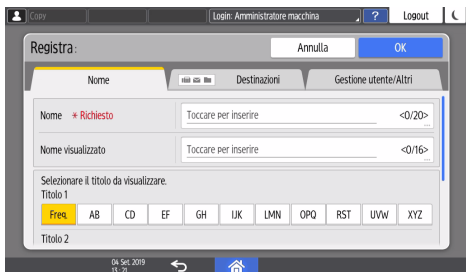 Copy
Login: Amministratore macchina
?
Logout
Registra:
Annulla
OK
Nome
Destinazioni
Gestione utente/Altri
Nome * Richiesto
Toccare per inserire
<0/20>
Nome visualizzato
Toccare per inserire
<0/16>
Selezionare il titolo da visualizzare.
Titolo 1
Freq. AB CD EF GH IJK LMN OPQ RST UVW XYZ
Titolo 2
04 Set. 2019
13:21